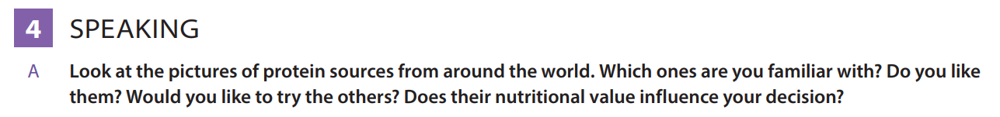 4 SPEAKING
A Look at the pictures of protein sources from around the world. Which ones are you familiar with? Do you like
them? Would you like to try the others? Does their nutritional value influence your decision?